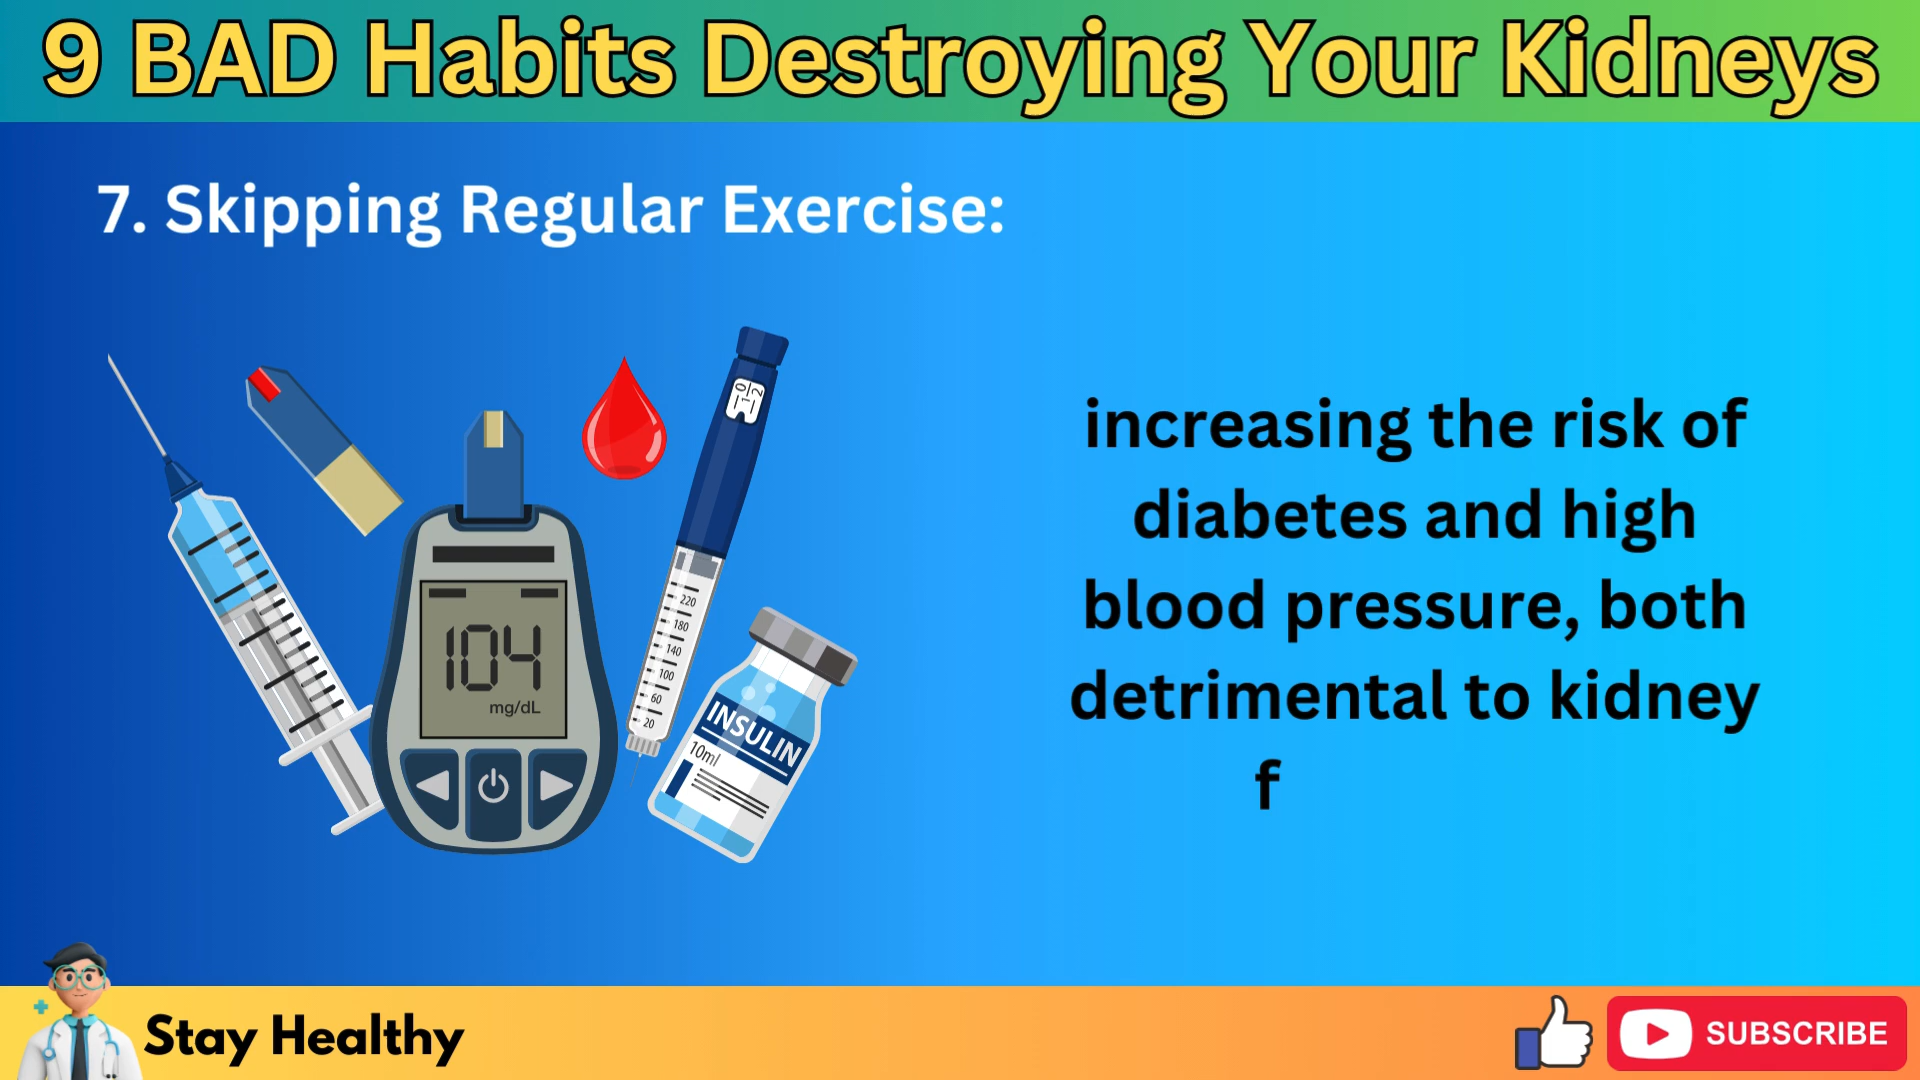 9 BAD Habits Destroying Your Kidneys
7. Skipping Regular Exercise:
increasing the risk of
diabetes and high
blood pressure, both
detrimental to kidney
f
104
mg/dL
220
180
140
100
60
20
INSULIN
10ml
Stay Healthy
SUBSCRIBE